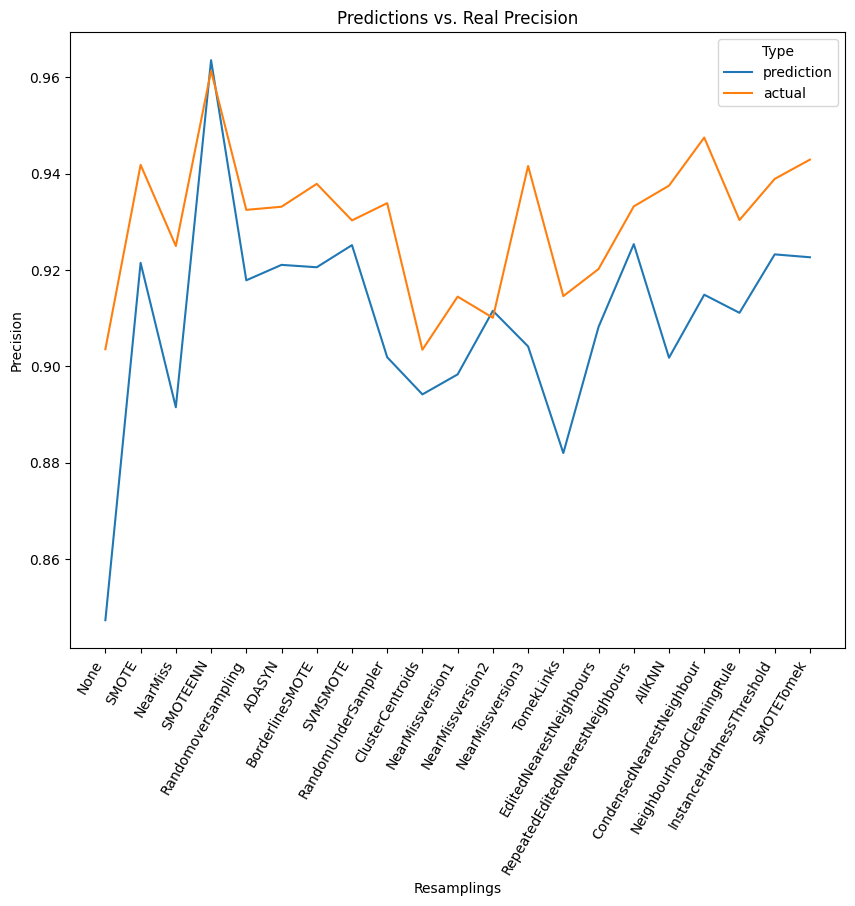 Predictions vs. Real Precision
Type
prediction
actual
Precision
0.96
0.94
0.92
0.90
0.88
0.86
None
SMOTE
NearMiss
SMOTEENN
Randomoversampling
ADASYN
BorderlineSMOTE
SVMSMOTE
RandomUnderSampler
ClusterCentroids
NearMissversion1
NearMissversion2
NearMissversion3
TomekLinks
EditedNearestNeighbours
RepeatedEditedNearestNeighbours
AllKNN
CondensedNearestNeighbour
NeighbourhoodCleaningRule
InstanceHardnessThreshold
SMOTETomek
Resamplings